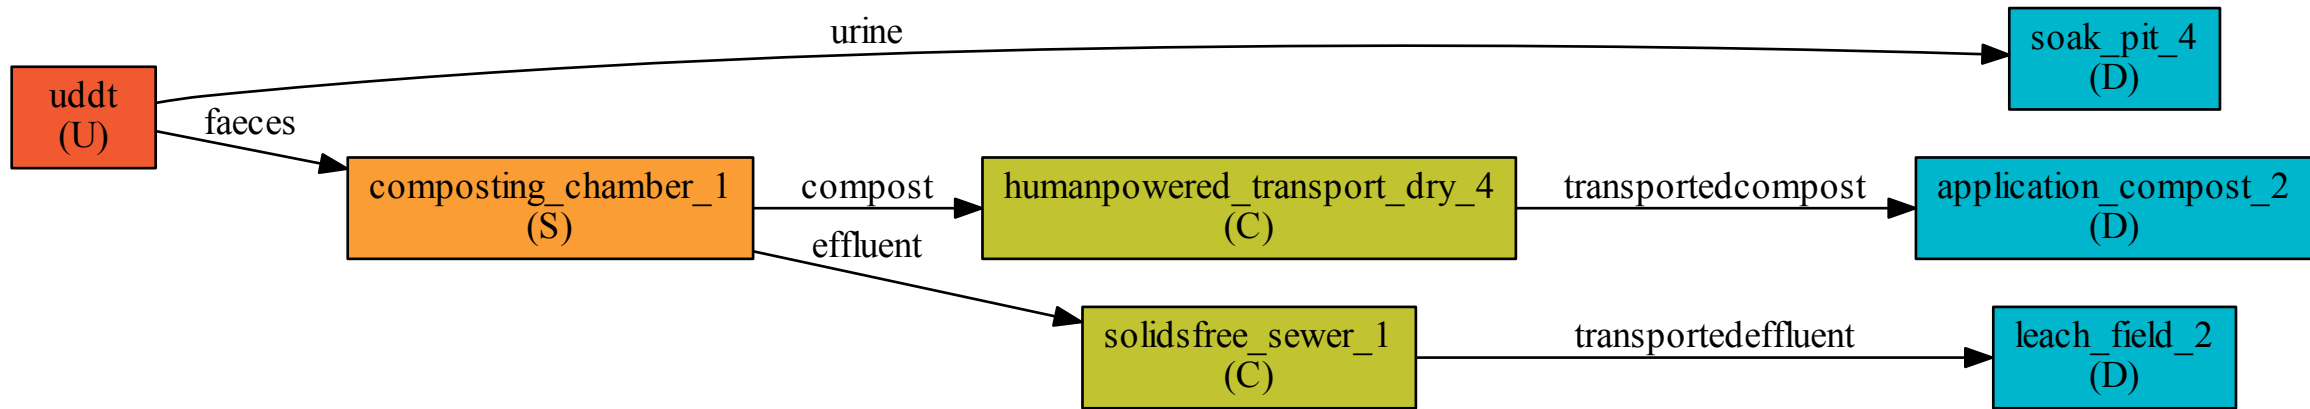 urine
soak_pit_4
(D)
uddt
(U)
faeces
composting_chamber_1
(S)
compost
humanpowered_transport_dry_4
(C)
transportedcompost
application_compost_2
(D)
effluent
solidsfree_sewer_1
(C)
transportedeffluent
leach_field_2
(D)